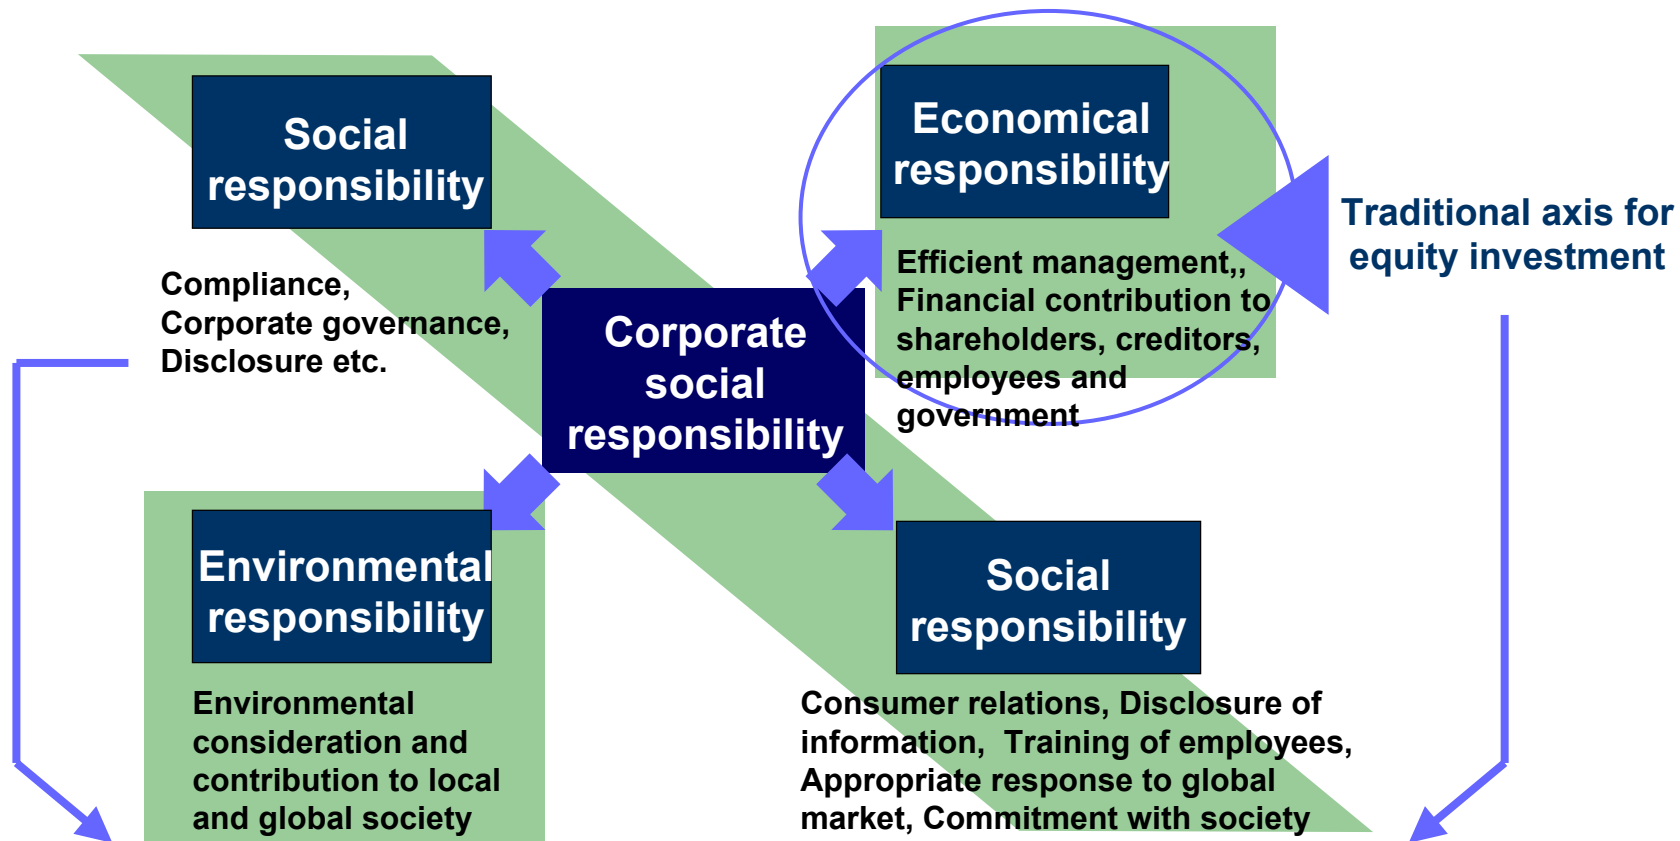 Social
responsibility
Compliance,
Corporate governance,
Disclosure etc.
Economical
responsibility
Efficient management,,
Financial contribution to
shareholders, creditors,
employees and
government
Traditional axis for
equity investment
Corporate
social
responsibility
Environmental
responsibility
Environmental
consideration and
contribution to local
and global society
Social
responsibility
Consumer relations, Disclosure of
information, Training of employees,
Appropriate response to global
market, Commitment with society